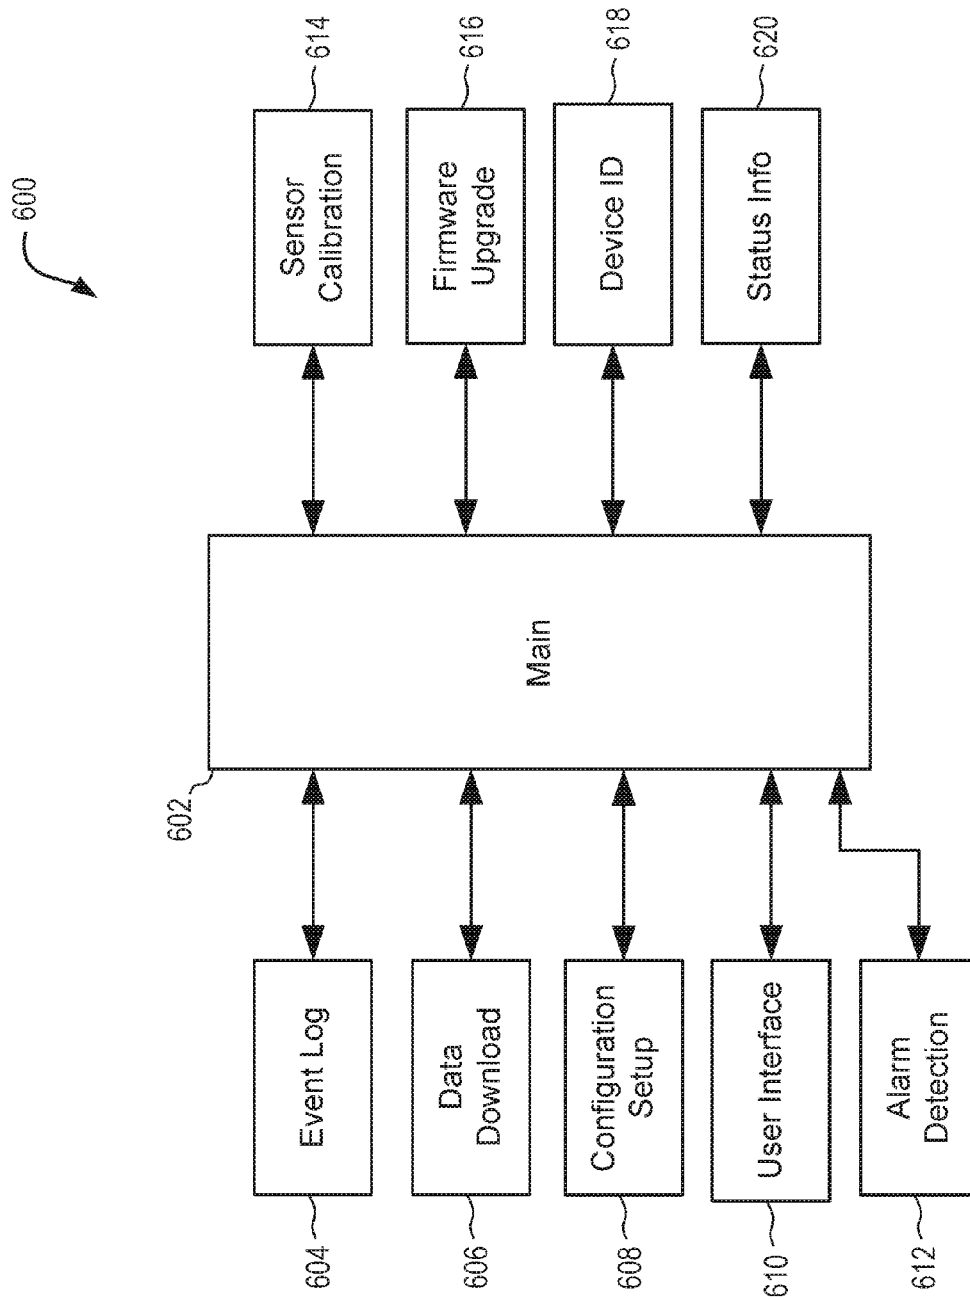 600
602
Main
604
Event Log
606
Data
Download
608
Configuration
Setup
610
User Interface
612
Alarm
Detection
Sensor
Calibration
614
Firmware
Upgrade
616
Device ID
618
Status Info
620